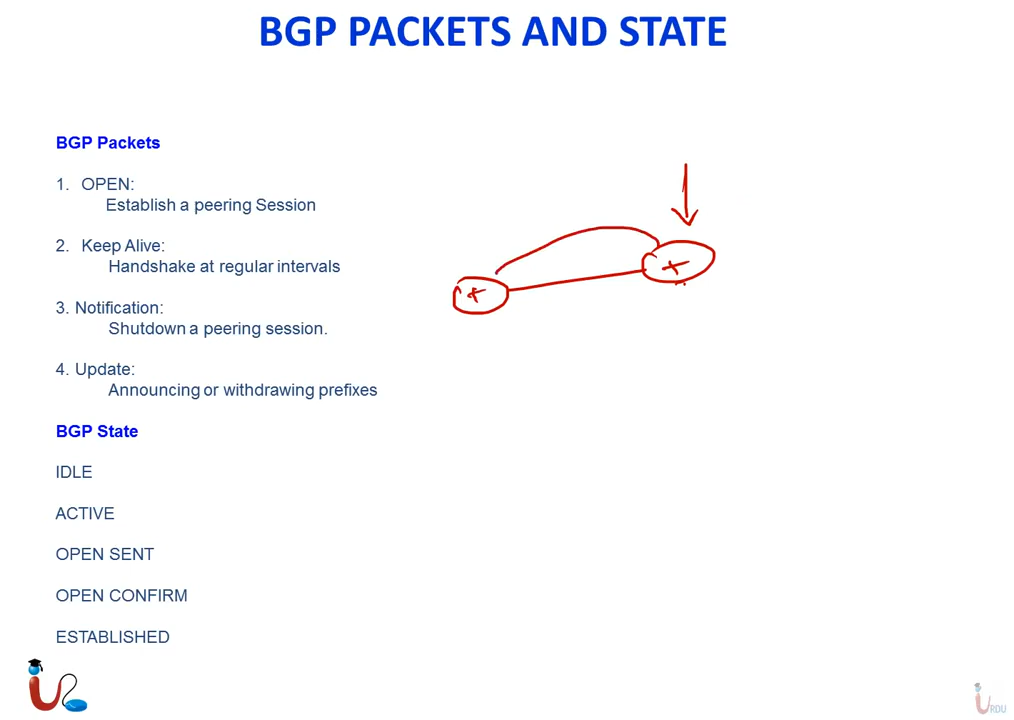 BGP PACKETS AND STATE
BGP Packets
1. OPEN:
Establish a peering Session
2. Keep Alive:
Handshake at regular intervals
3. Notification:
Shutdown a peering session.
4. Update:
Announcing or withdrawing prefixes
BGP State
IDLE
ACTIVE
OPEN SENT
OPEN CONFIRM
ESTABLISHED
URDU